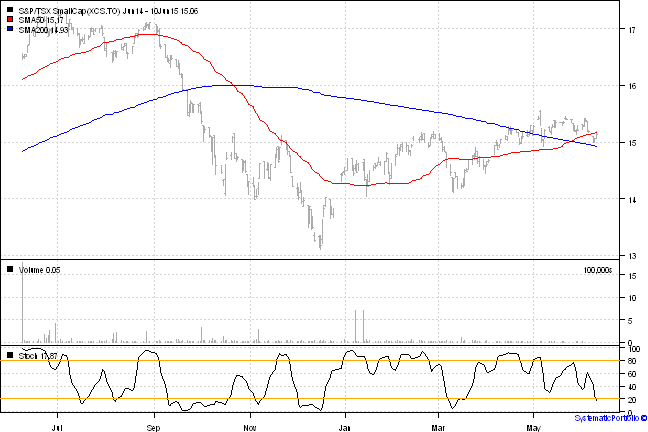 S&P/TSX SmallCap(XCS.TO) Jun14 - 10Jun15 15.06
SMA50 15.17
SMA200 14.93
17
16
15
14
13
Volume 0.05
100,000s
15
10
5
0
Stoch 17.87
100
80
60
40
20
0
Jul
Sep
Nov
Jan
Mar
May
SystematicPortfolio ©